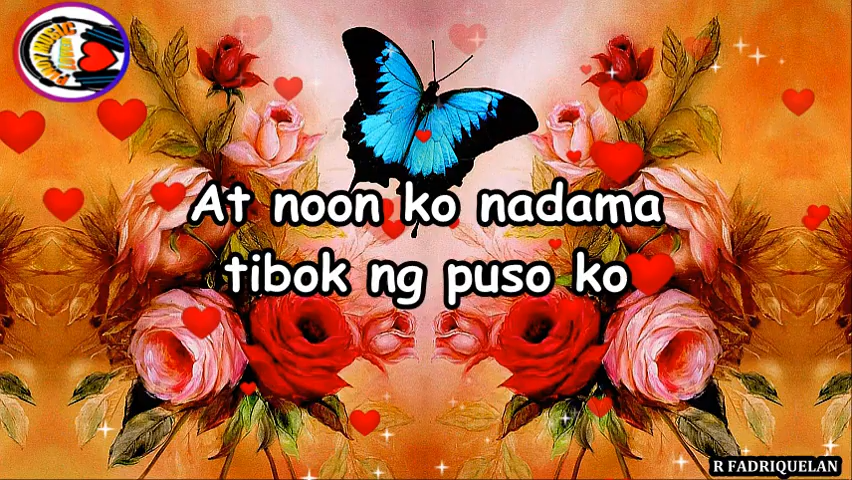 At noon ko nadama
tibok ng puso ko
R FADRIQUELAN